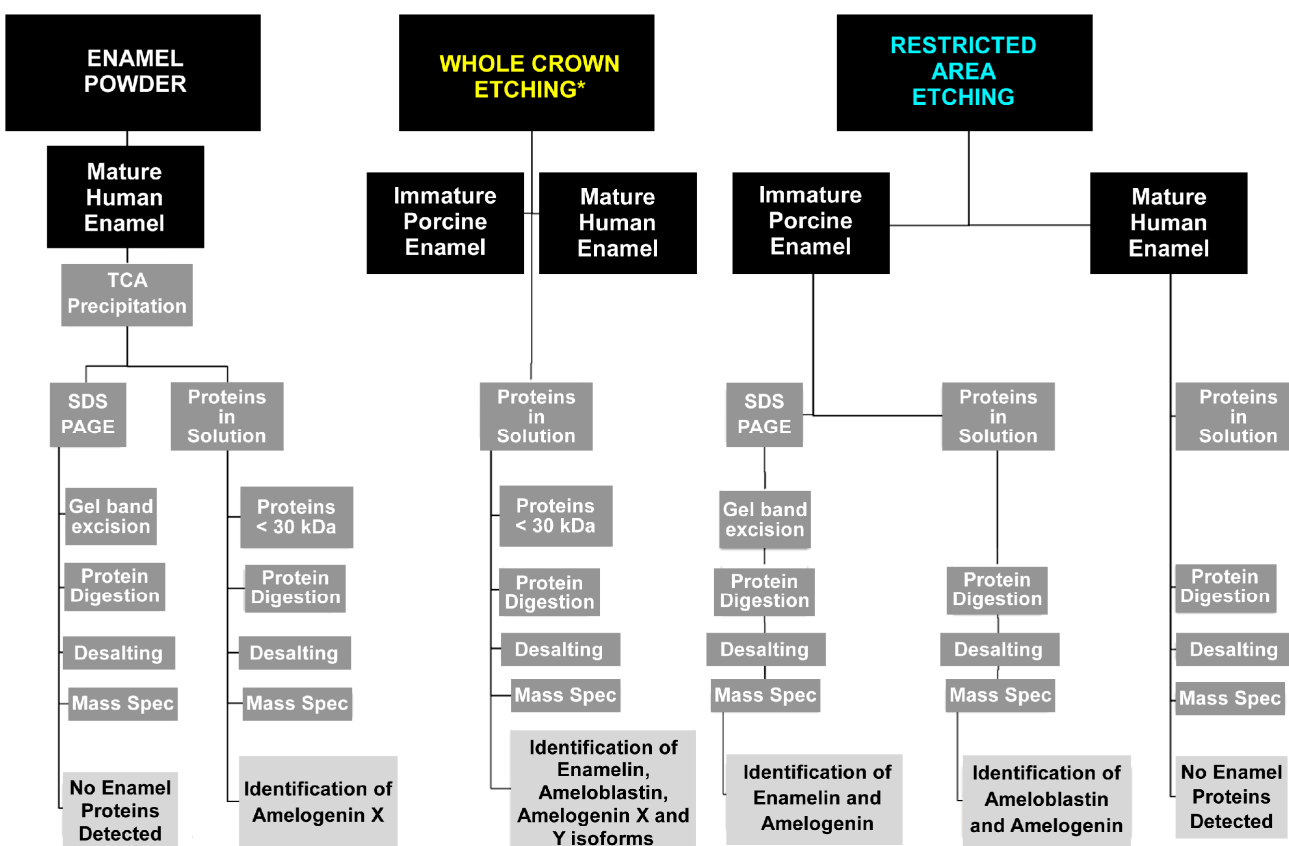 ENAMEL
POWDER
Mature
Human
Enamel
TCA
Precipitation
SDS
PAGE
Gel band
excision
Protein
Digestion
Desalting
Mass Spec
No Enamel
Proteins
Detected
Proteins
in
Solution
Proteins
< 30 kDa
Protein
Digestion
Desalting
Mass Spec
Identification of
Amelogenin X
WHOLE CROWN
ETCHING*
Immature
Porcine
Enamel
Mature
Human
Enamel
Proteins
in
Solution
Proteins
< 30 kDa
Protein
Digestion
Desalting
Mass Spec
Identification of
Enamelin,
Ameloblastin,
Amelogenin X and
Y isoforms
RESTRICTED
AREA
ETCHING
Immature
Porcine
Enamel
SDS
PAGE
Gel band
excision
Protein
Digestion
Desalting
Mass Spec
Identification of
Enamelin and
Amelogenin
Proteins
in
Solution
Protein
Digestion
Desalting
Mass Spec
Identification of
Ameloblastin
and Amelogenin
Mature
Human
Enamel
Proteins
in
Solution
Protein
Digestion
Desalting
Mass Spec
No Enamel
Proteins
Detected